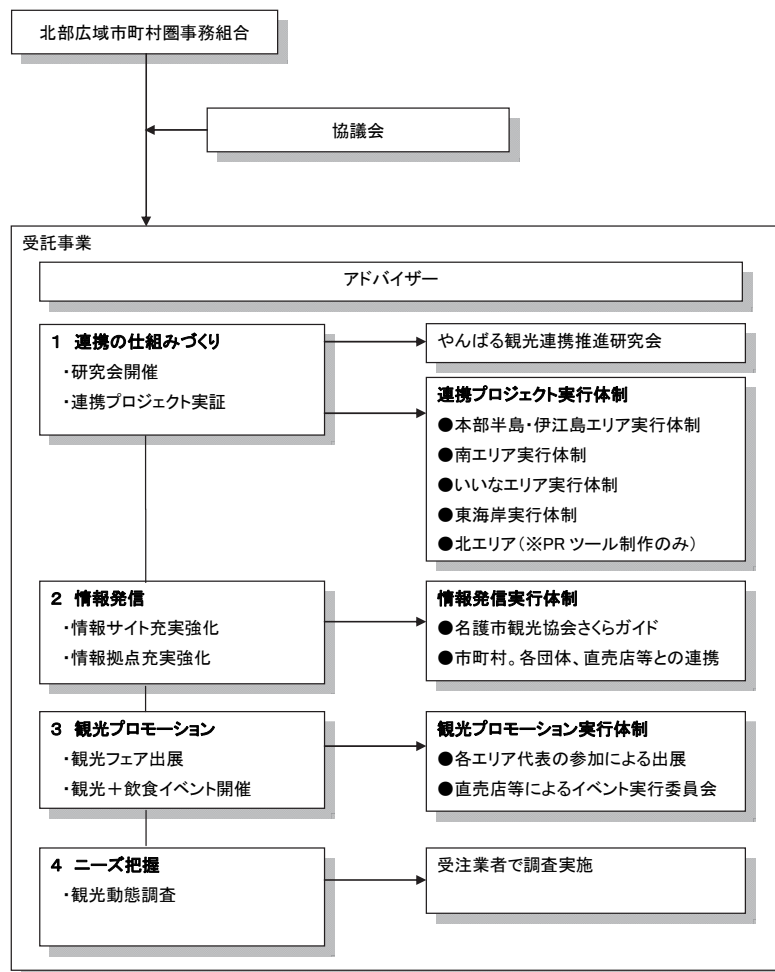 北部広域市町村圏事務組合
協議会
受託事業
アドバイザー
1 連携の仕組みづくり
・研究会開催
・連携プロジェクト実証
やんばる観光連携推進研究会
連携プロジェクト実行体制
●本部半島・伊江島エリア実行体制
●南エリア実行体制
●いいなエリア実行体制
●東海岸実行体制
●北エリア(※PRツール制作のみ)
2 情報発信
・情報サイト充実強化
・情報拠点充実強化
情報発信実行体制
●名護市観光協会さくらガイド
●市町村。各団体、直売店等との連携
3 観光プロモーション
・観光フェア出展
・観光+飲食イベント開催
観光プロモーション実行体制
●各エリア代表の参加による出展
●直売店等によるイベント実行委員会
4 ニーズ把握
・観光動態調査
受注業者で調査実施